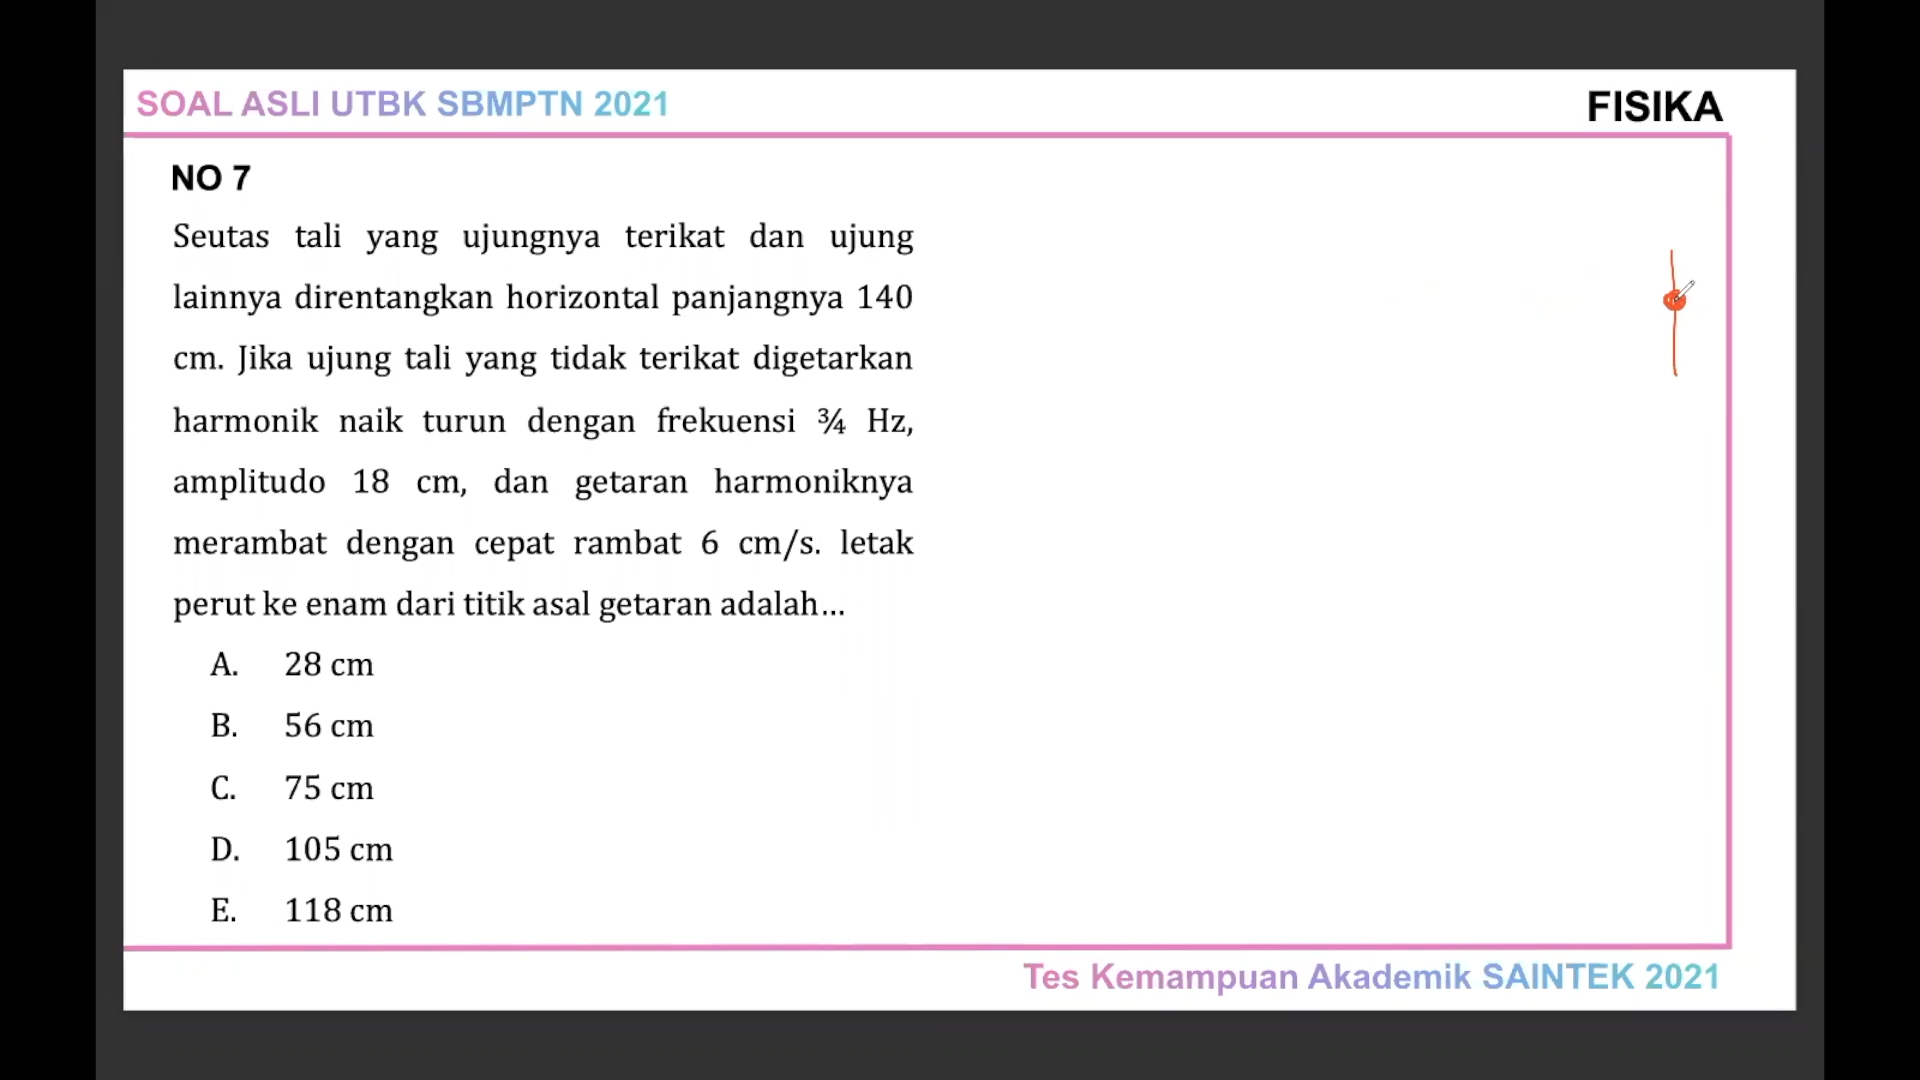 SOAL ASLI UTBK SBMPTN 2021
FISIKA
NO 7
Seutas tali yang ujungnya terikat dan ujung
lainnya direntangkan horizontal panjangnya 140
cm. Jika ujung tali yang tidak terikat digetarkan
harmonik naik turun dengan frekuensi ¾ Hz,
amplitudo 18 cm, dan getaran harmoniknya
merambat dengan cepat rambat 6 cm/s. letak
perut ke enam dari titik asal getaran adalah...
A. 28 cm
B. 56 cm
C. 75 cm
D. 105 cm
E. 118 cm
Tes Kemampuan Akademik SAINTEK 2021